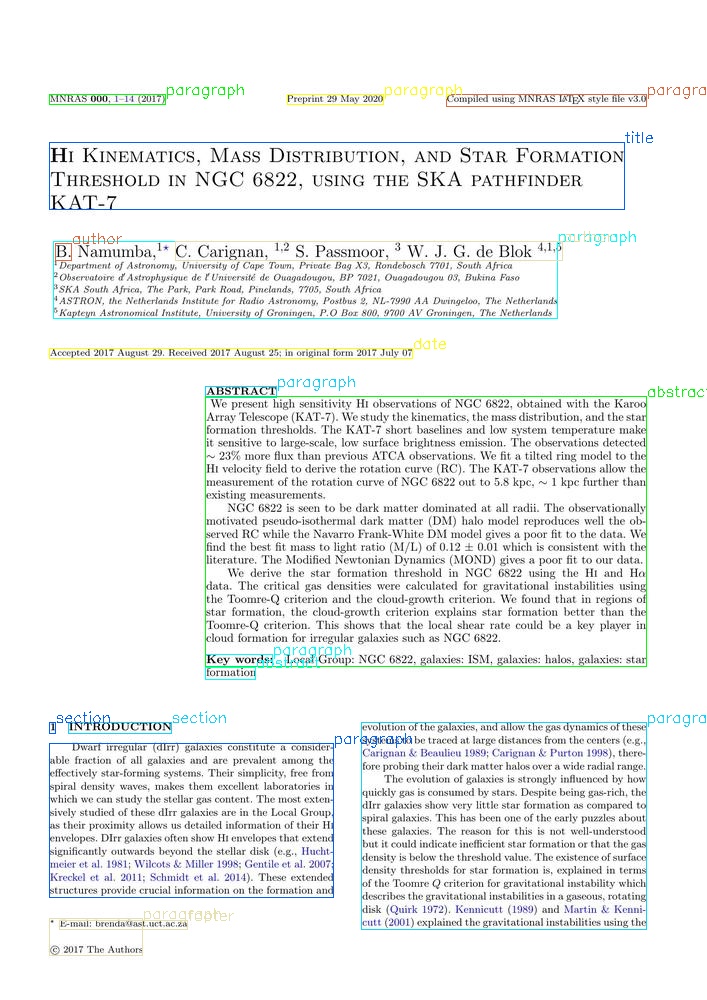 MNRAS 000, 1–14 (2017) paragraph Preprint 29 May 2020 paragraph Compiled using MNRAS LATEX style file v3.0 paragra
title
HI KINEMATICS, MASS DISTRIBUTION, AND STAR FORMATION
THRESHOLD IN NGC 6822, USING THE SKA PATHFINDER
KAT-7
author paragraph
B. Namumba,1⋆ C. Carignan, 1,2 S. Passmoor, 3 W. J. G. de Blok 4,1,5
1Department of Astronomy, University of Cape Town, Private Bag X3, Rondebosch 7701, South Africa
2Observatoire d'Astrophysique de l'Université de Ouagadougou, BP 7021, Ouagadougou 03, Bukina Faso
3SKA South Africa, The Park, Park Road, Pinelands, 7705, South Africa
4ASTRON, the Netherlands Institute for Radio Astronomy, Postbus 2, NL-7990 AA Dwingeloo, The Netherlands
5Kapteyn Astronomical Institute, University of Groningen, P.O Box 800, 9700 AV Groningen, The Netherlands
Accepted 2017 August 29. Received 2017 August 25; in original form 2017 July 07 date
ABSTRACT paragraph
abstrac
We present high sensitivity HI observations of NGC 6822, obtained with the Karoo
Array Telescope (KAT-7). We study the kinematics, the mass distribution, and the star
formation thresholds. The KAT-7 short baselines and low system temperature make
it sensitive to large-scale, low surface brightness emission. The observations detected
∼ 23% more flux than previous ATCA observations. We fit a tilted ring model to the
HI velocity field to derive the rotation curve (RC). The KAT-7 observations allow the
measurement of the rotation curve of NGC 6822 out to 5.8 kpc, ∼ 1 kpc further than
existing measurements.
NGC 6822 is seen to be dark matter dominated at all radii. The observationally
motivated pseudo-isothermal dark matter (DM) halo model reproduces well the ob-
served RC while the Navarro Frank-White DM model gives a poor fit to the data. We
find the best fit mass to light ratio (M/L) of 0.12 ± 0.01 which is consistent with the
literature. The Modified Newtonian Dynamics (MOND) gives a poor fit to our data.
We derive the star formation threshold in NGC 6822 using the HI and Hα
data. The critical gas densities were calculated for gravitational instabilities using
the Toomre-Q criterion and the cloud-growth criterion. We found that in regions of
star formation, the cloud-growth criterion explains star formation better than the
Toomre-Q criterion. This shows that the local shear rate could be a key player in
cloud formation for irregular galaxies such as NGC 6822.
paragraph
Key words: Local Group: NGC 6822, galaxies: ISM, galaxies: halos, galaxies: star
abstract
formation
section section
1 INTRODUCTION
paragraph
Dwarf irregular (dIrr) galaxies constitute a consider-
able fraction of all galaxies and are prevalent among the
effectively star-forming systems. Their simplicity, free from
spiral density waves, makes them excellent laboratories in
which we can study the stellar gas content. The most exten-
sively studied of these dIrr galaxies are in the Local Group,
as their proximity allows us detailed information of their HI
envelopes. DIrr galaxies often show HI envelopes that extend
significantly outwards beyond the stellar disk (e.g., Hucht-
meier et al. 1981; Wilcots & Miller 1998; Gentile et al. 2007;
Kreckel et al. 2011; Schmidt et al. 2014). These extended
structures provide crucial information on the formation and
paragraph footer
⋆ E-mail: brenda@ast.uct.ac.za
© 2017 The Authors
paragra
evolution of the galaxies, and allow the gas dynamics of these
to be traced at large distances from the centers (e.g.,
Carignan & Beaulieu 1989; Carignan & Purton 1998), there-
fore probing their dark matter halos over a wide radial range.
The evolution of galaxies is strongly influenced by how
quickly gas is consumed by stars. Despite being gas-rich, the
dIrr galaxies show very little star formation as compared to
spiral galaxies. This has been one of the early puzzles about
these galaxies. The reason for this is not well-understood
but it could indicate inefficient star formation or that the gas
density is below the threshold value. The existence of surface
density thresholds for star formation is, explained in terms
of the Toomre Q criterion for gravitational instability which
describes the gravitational instabilities in a gaseous, rotating
disk (Quirk 1972). Kennicutt (1989) and Martin & Kenni-
cutt (2001) explained the gravitational instabilities using the